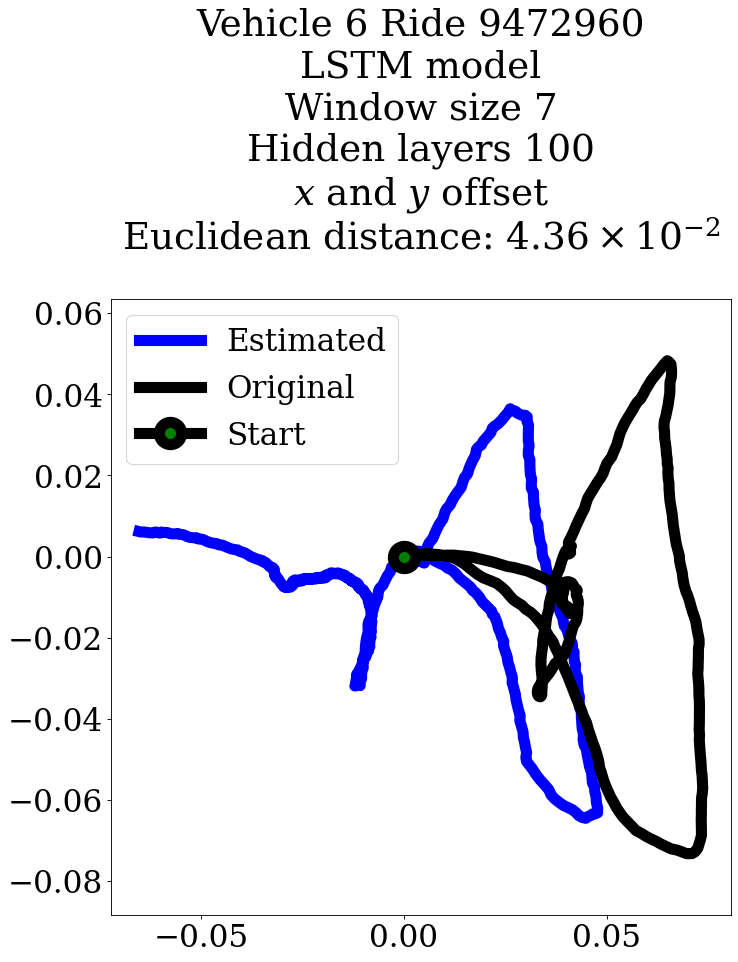 Vehicle 6 Ride 9472960
LSTM model
Window size 7
Hidden layers 100
x and y offset
Euclidean distance: 4.36 × 10⁻²
Estimated
Original
Start
0.06
0.04
0.02
0.00
−0.02
−0.04
−0.06
−0.08
−0.05 0.00 0.05